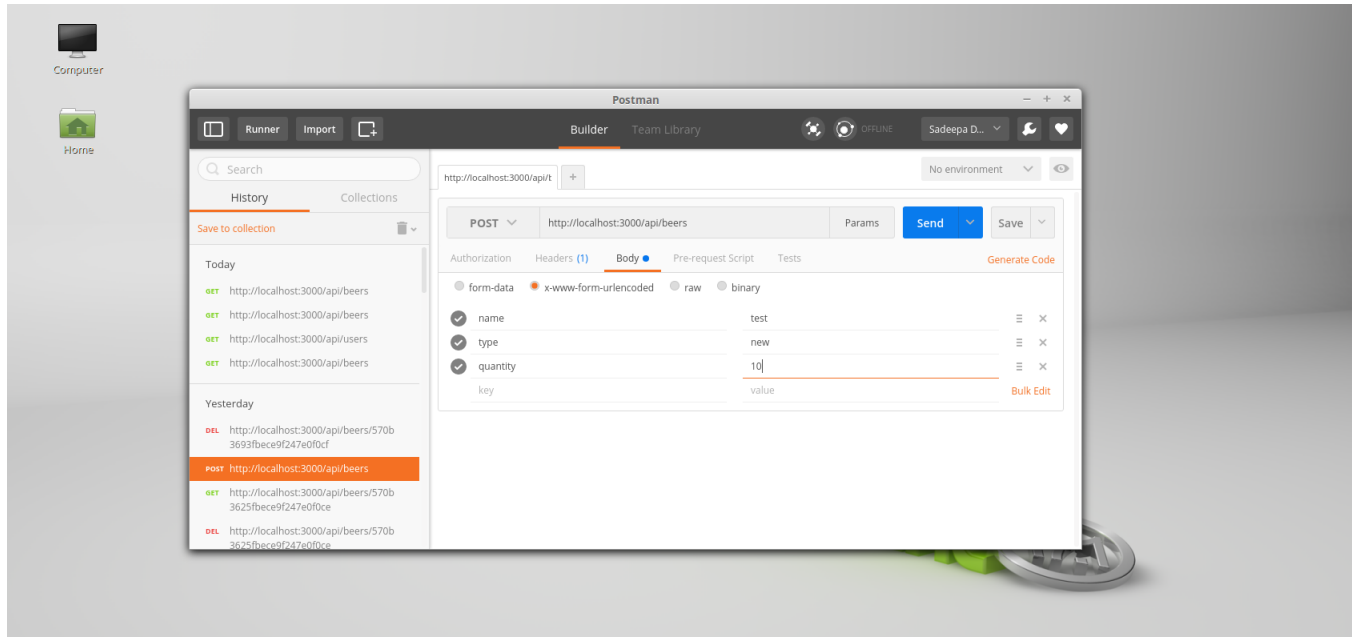 Computer
Home
Postman
Runner
Import
Builder
Team Library
OFFLINE
Sadeepa D...
Search
History
Collections
Save to collection
Today
GET http://localhost:3000/api/beers
GET http://localhost:3000/api/beers
GET http://localhost:3000/api/users
GET http://localhost:3000/api/beers
Yesterday
DEL http://localhost:3000/api/beers/570b
3693fbece9f247e0f0cf
POST http://localhost:3000/api/beers
GET http://localhost:3000/api/beers/570b
3625fbece9f247e0f0ce
DEL http://localhost:3000/api/beers/570b
3625fbece9f247e0f0ce
http://localhost:3000/api/b
+
No environment
POST
http://localhost:3000/api/beers
Params
Send
Save
Authorization
Headers (1)
Body
Pre-request Script
Tests
Generate Code
form-data
x-www-form-urlencoded
raw
binary
name test
type new
quantity 10
key value
Bulk Edit